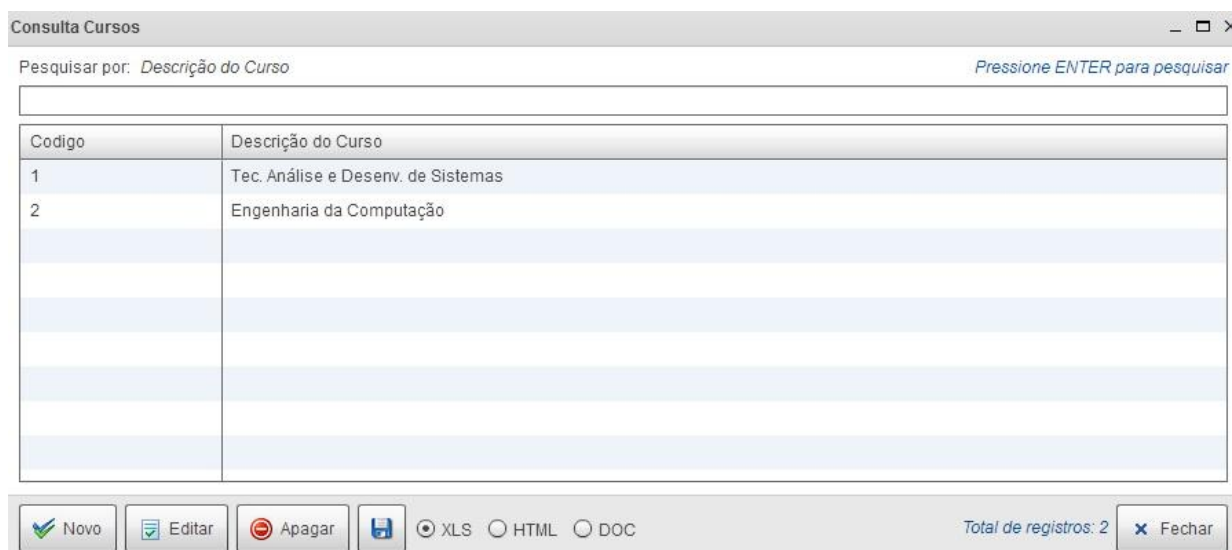 Consulta Cursos
Pesquisar por: Descrição do Curso Pressione ENTER para pesquisar
Codigo Descrição do Curso
1 Tec. Análise e Desenv. de Sistemas
2 Engenharia da Computação
Novo Editar Apagar XLS HTML DOC Total de registros: 2 Fechar